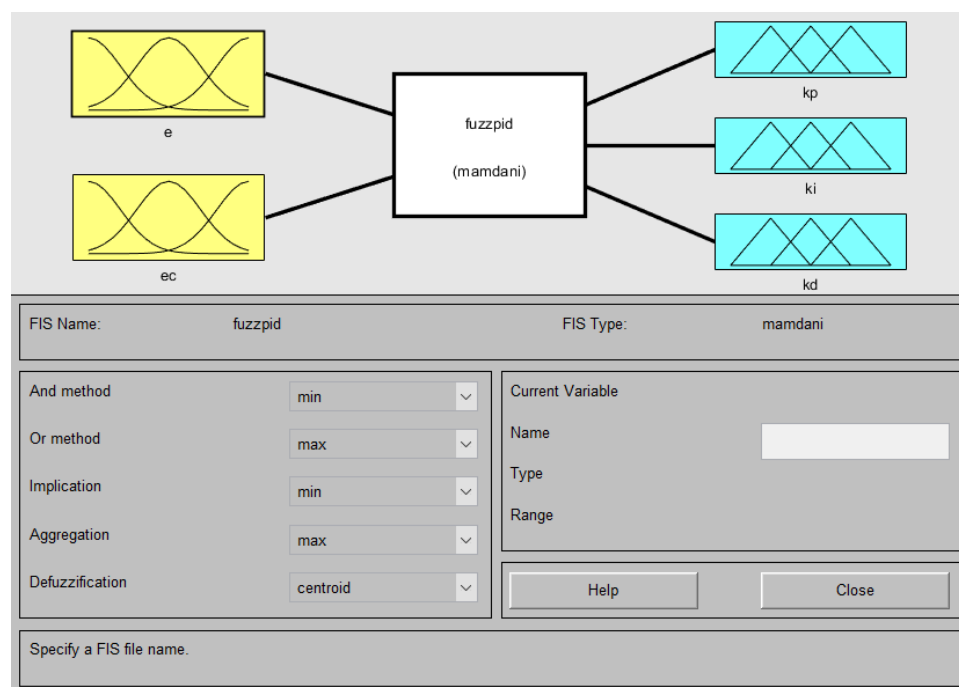 e
ec
fuzzpid
(mamdani)
kp
ki
kd
FIS Name: fuzzpid FIS Type: mamdani
And method min
Or method max
Implication min
Aggregation max
Defuzzification centroid
Current Variable
Name
Type
Range
Help Close
Specify a FIS file name.